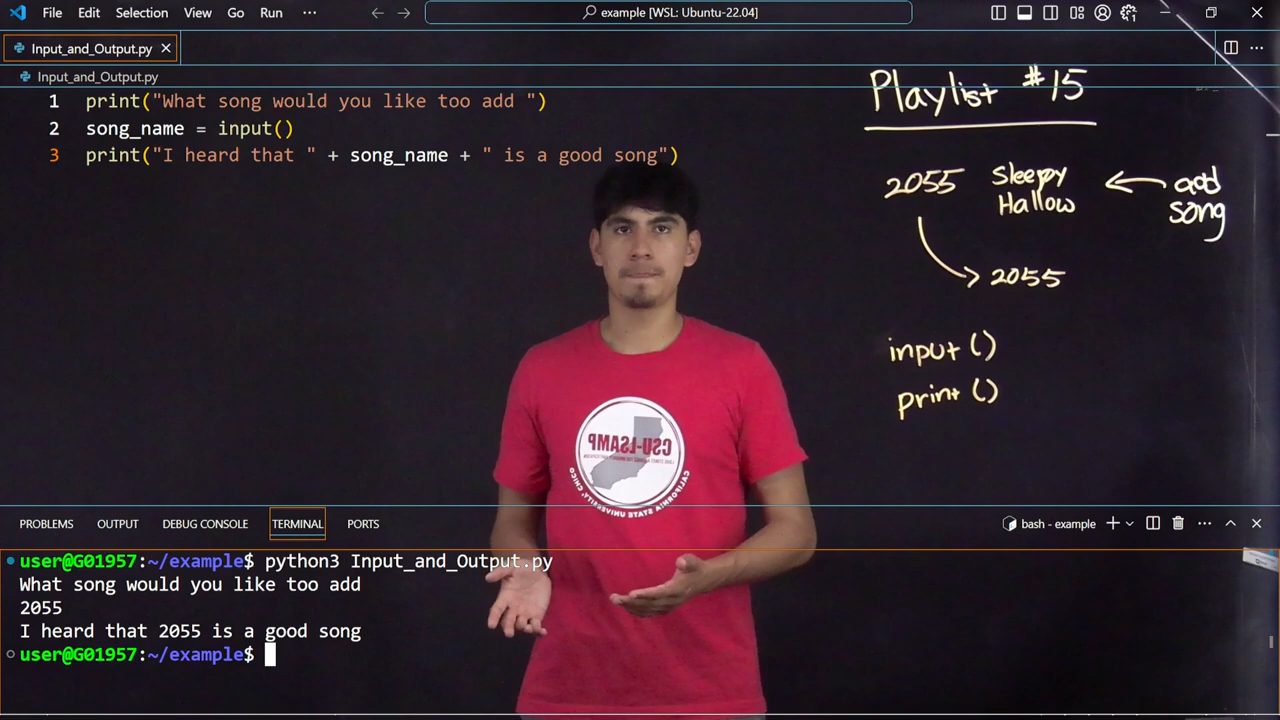 File Edit Selection View Go Run ···
example [WSL: Ubuntu-22.04]
Input_and_Output.py
Input_and_Output.py
1 print("What song would you like too add ")
2 song_name = input()
3 print("I heard that " + song_name + " is a good song")
Playlist #15
2055 Sleepy Hallow ← add song
2055
input ()
print ()
CSU-LSAMP
CALIFORNIA STATE UNIVERSITY, CHICO
PROBLEMS OUTPUT DEBUG CONSOLE TERMINAL PORTS
bash - example
user@G01957:~/example$ python3 Input_and_Output.py
What song would you like too add
2055
I heard that 2055 is a good song
user@G01957:~/example$